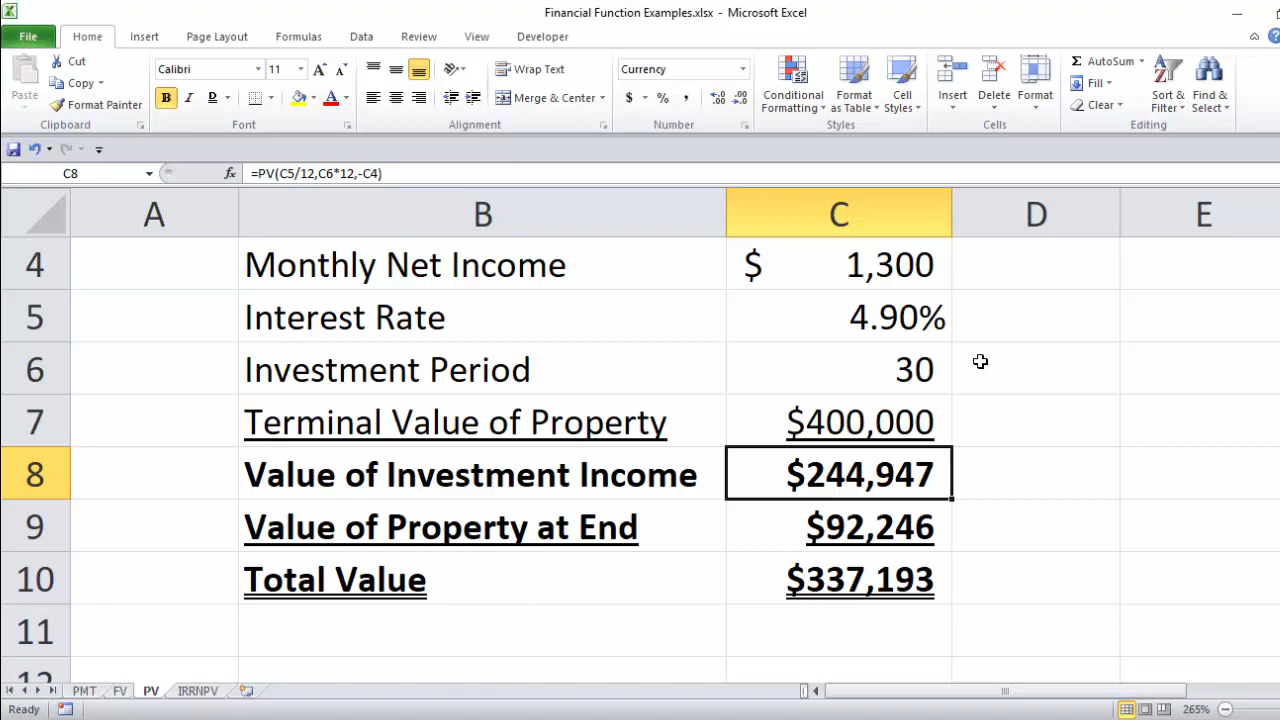 Financial Function Examples.xlsx - Microsoft Excel
File Home Insert Page Layout Formulas Data Review View Developer
Paste
Cut
Copy
Format Painter
Clipboard
Calibri 11
B I D
Font
Wrap Text
Merge & Center
Alignment
Currency
$ % ,
Number
Conditional Formatting
Format as Table
Cell Styles
Styles
Insert Delete Format
Cells
Σ AutoSum
Fill
Clear
Sort & Filter
Find & Select
Editing
C8 fx =PV(C5/12,C6*12,-C4)
A B C D E
4 Monthly Net Income $ 1,300
5 Interest Rate 4.90%
6 Investment Period 30
7 Terminal Value of Property $400,000
8 Value of Investment Income $244,947
9 Value of Property at End $92,246
10 Total Value $337,193
11
12
PMT FV PV IRRNPV
Ready 265%